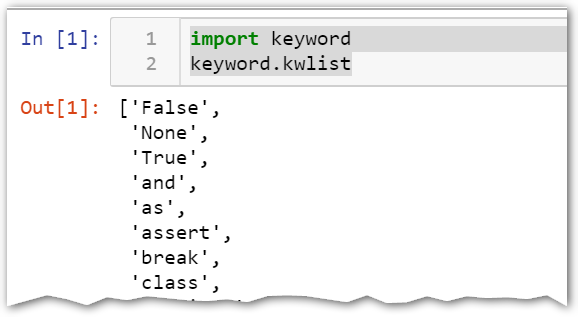 In [1]:
1 import keyword
2 keyword.kwlist
Out[1]: ['False',
'None',
'True',
'and',
'as',
'assert',
'break',
'class',